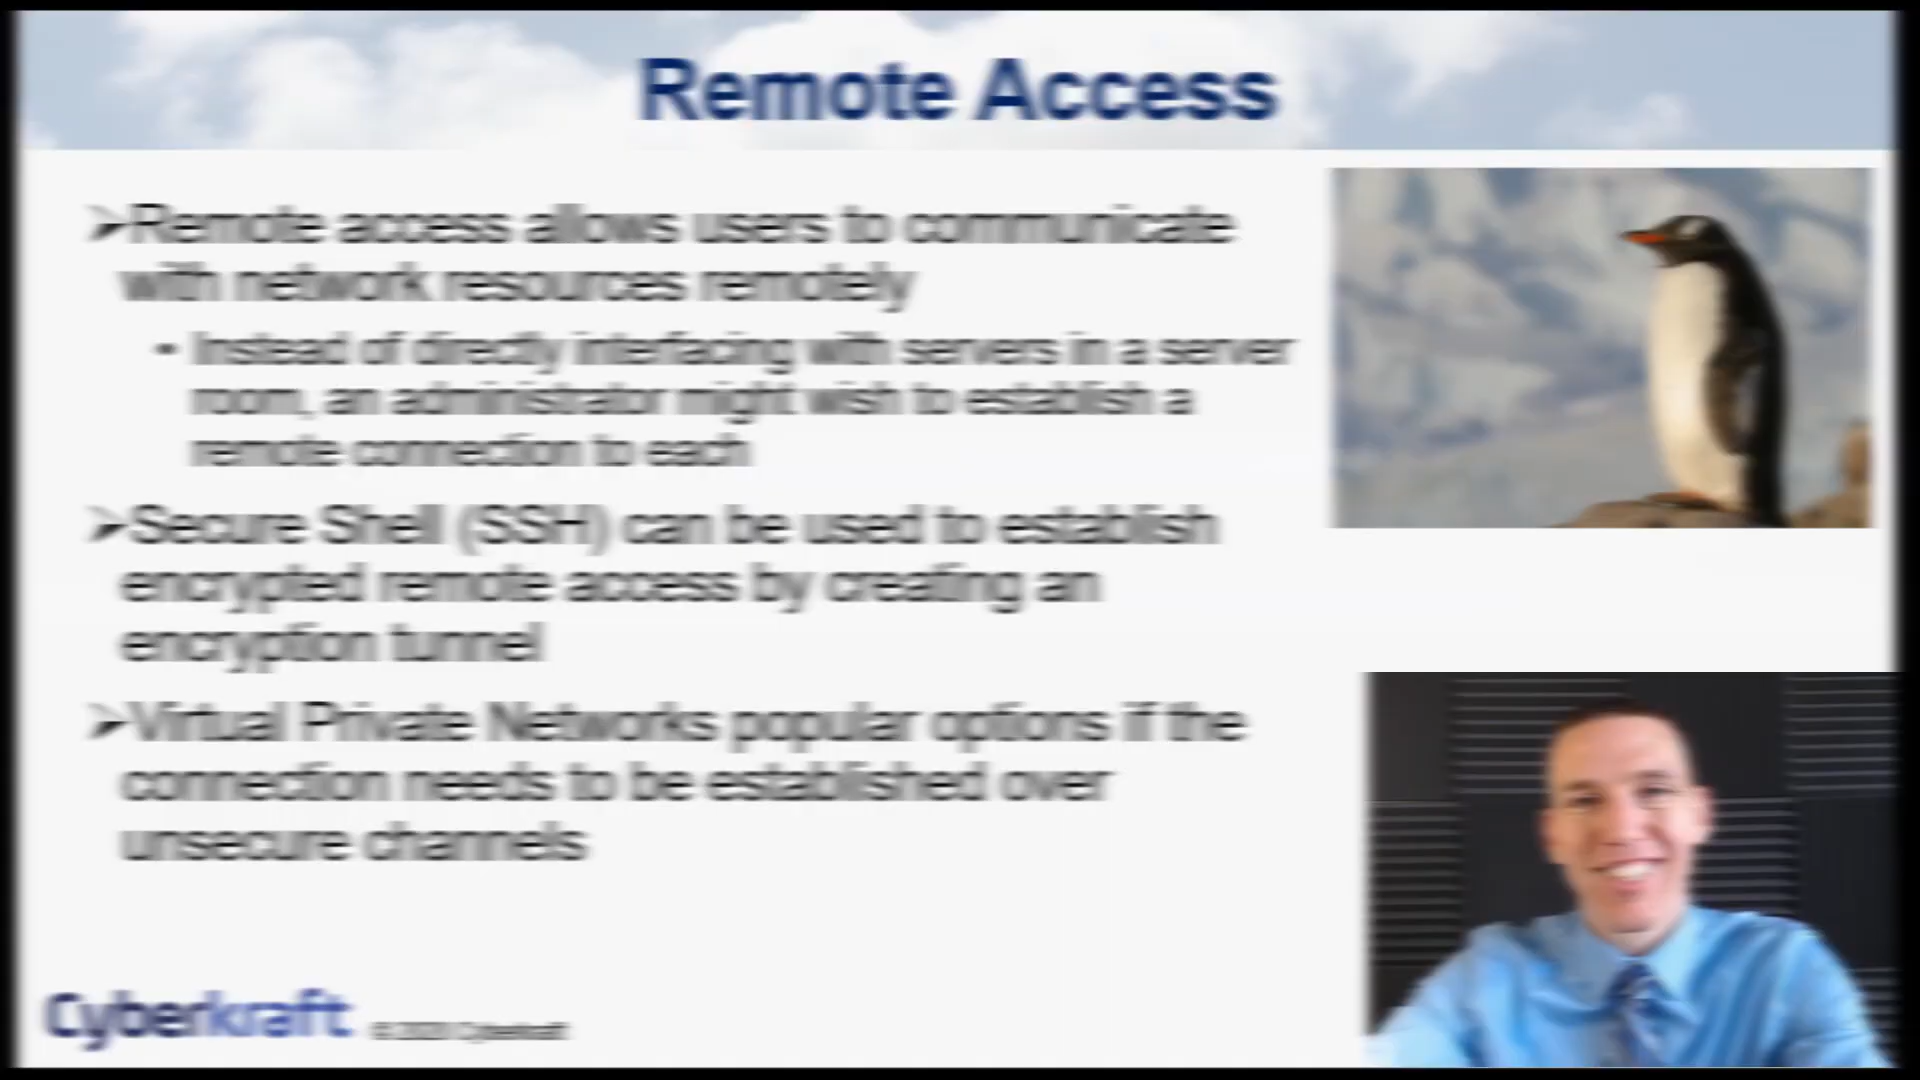 Remote Access
➢Remote access allows users to communicate
with network resources remotely
• Instead of directly interfacing with servers in a server
room, an administrator might wish to establish a
remote connection to each
➢Secure Shell (SSH) can be used to establish
encrypted remote access by creating an
encryption tunnel
➢Virtual Private Networks popular options if the
connection needs to be established over
unsecure channels
Cyberkraft
Cyberkraft